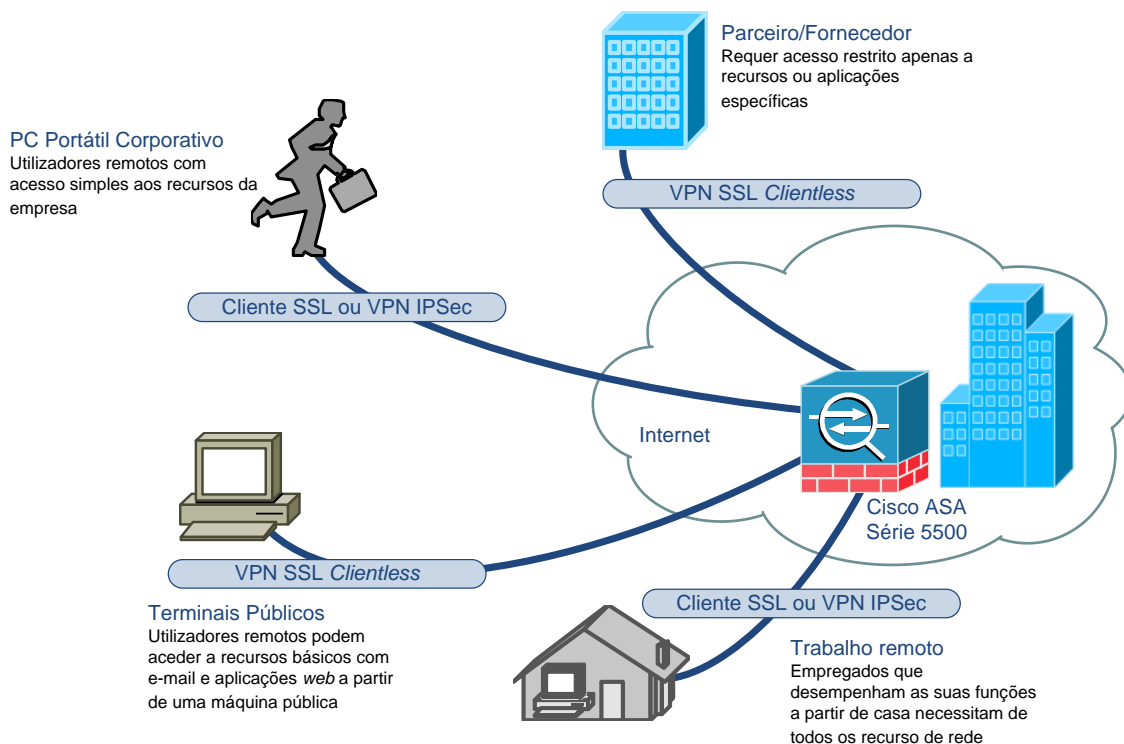 Parceiro/Fornecedor
Requer acesso restrito apenas a
recursos ou aplicações
específicas
PC Portátil Corporativo
Utilizadores remotos com
acesso simples aos recursos da
empresa
VPN SSL Clientless
Cliente SSL ou VPN IPSec
Internet
Cisco ASA
Série 5500
VPN SSL Clientless
Terminais Públicos
Utilizadores remotos podem
aceder a recursos básicos com
e-mail e aplicações web a partir
de uma máquina pública
Cliente SSL ou VPN IPSec
Trabalho remoto
Empregados que
desempenham as suas funções
a partir de casa necessitam de
todos os recurso de rede